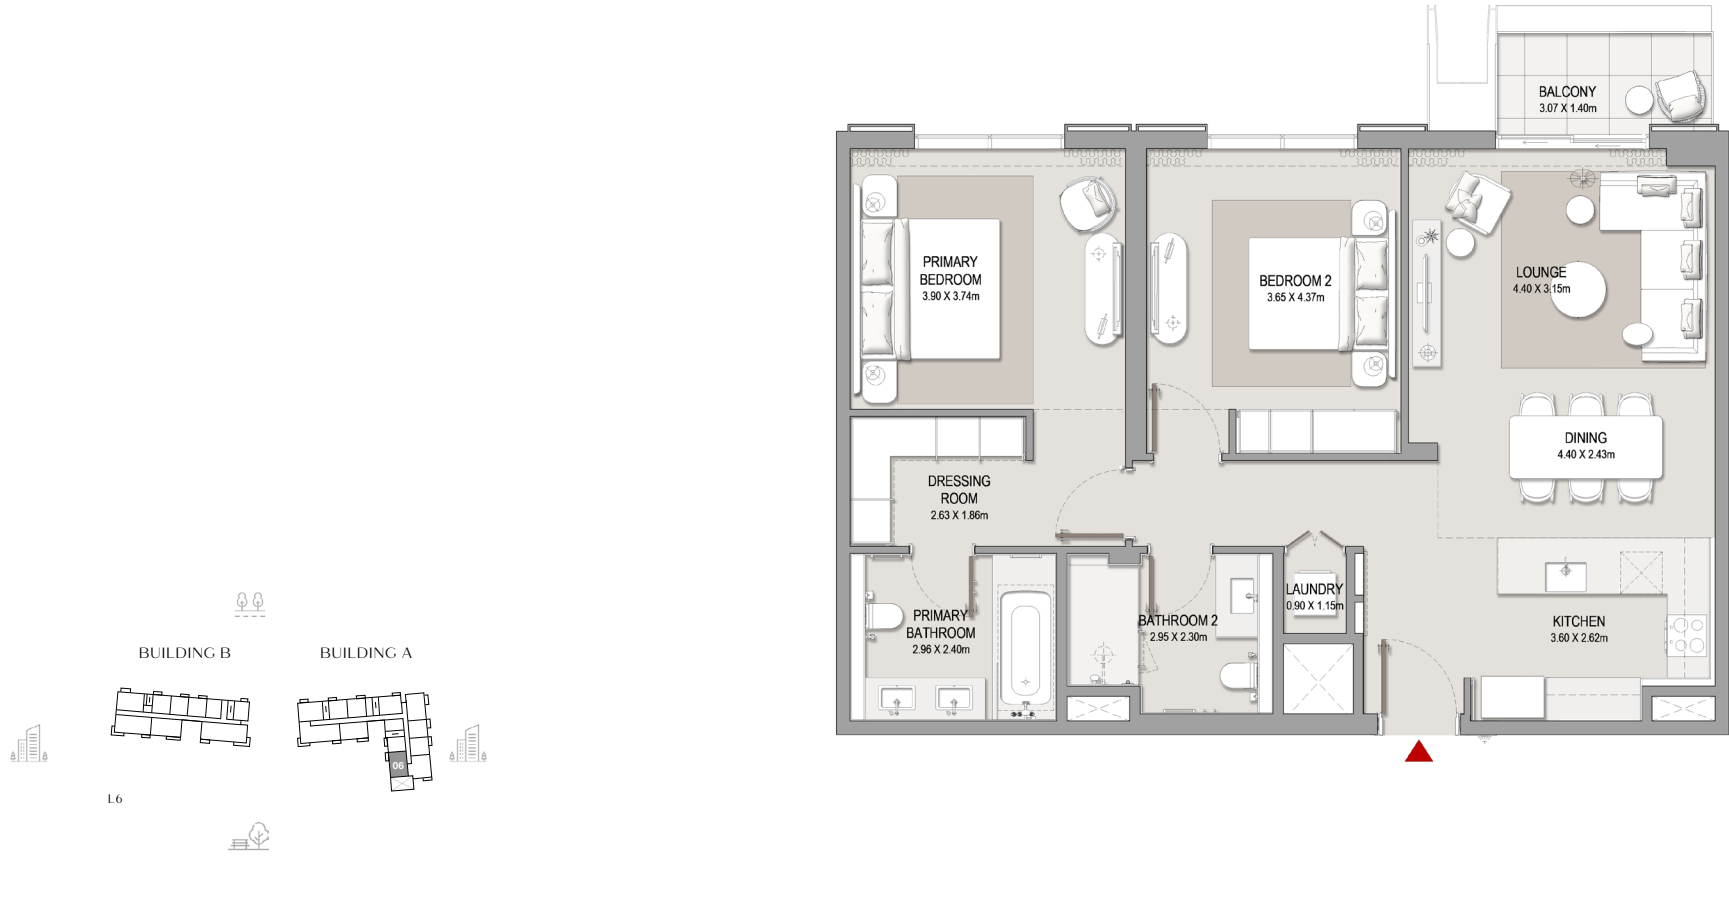 BALCONY
3.07 X 1.40m
PRIMARY
BEDROOM
3.90 X 3.74m
BEDROOM 2
3.65 X 4.37m
LOUNGE
4.40 X 3.15m
DINING
4.40 X 2.43m
DRESSING
ROOM
2.63 X 1.86m
PRIMARY
BATHROOM
2.96 X 2.40m
BATHROOM 2
2.95 X 2.30m
LAUNDRY
0.90 X 1.15m
KITCHEN
3.60 X 2.62m
BUILDING B
BUILDING A
06
L6